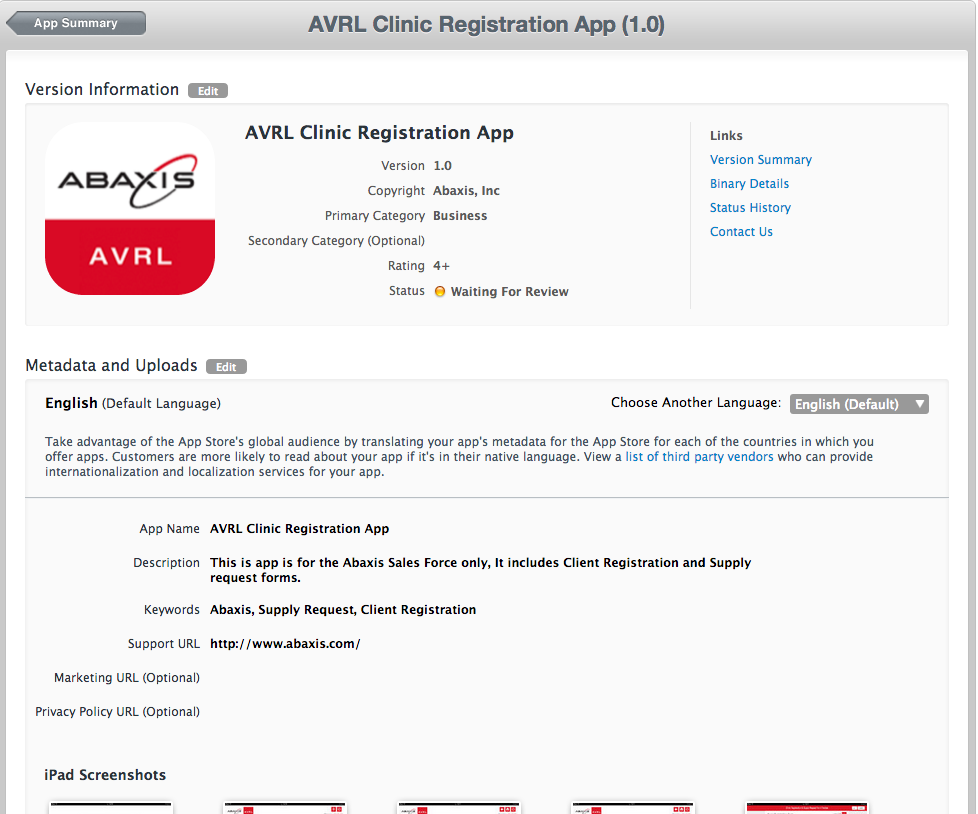 App Summary
AVRL Clinic Registration App (1.0)
Version Information Edit
ABAXIS
AVRL
AVRL Clinic Registration App
Version 1.0
Copyright Abaxis, Inc
Primary Category Business
Secondary Category (Optional)
Rating 4+
Status Waiting For Review
Links
Version Summary
Binary Details
Status History
Contact Us
Metadata and Uploads Edit
English (Default Language)
Choose Another Language: English (Default)
Take advantage of the App Store's global audience by translating your app's metadata for the App Store for each of the countries in which you
offer apps. Customers are more likely to read about your app if it's in their native language. View a list of third party vendors who can provide
internationalization and localization services for your app.
App Name AVRL Clinic Registration App
Description This is app is for the Abaxis Sales Force only, It includes Client Registration and Supply
request forms.
Keywords Abaxis, Supply Request, Client Registration
Support URL http://www.abaxis.com/
Marketing URL (Optional)
Privacy Policy URL (Optional)
iPad Screenshots
ABAXIS ABAXIS ABAXIS